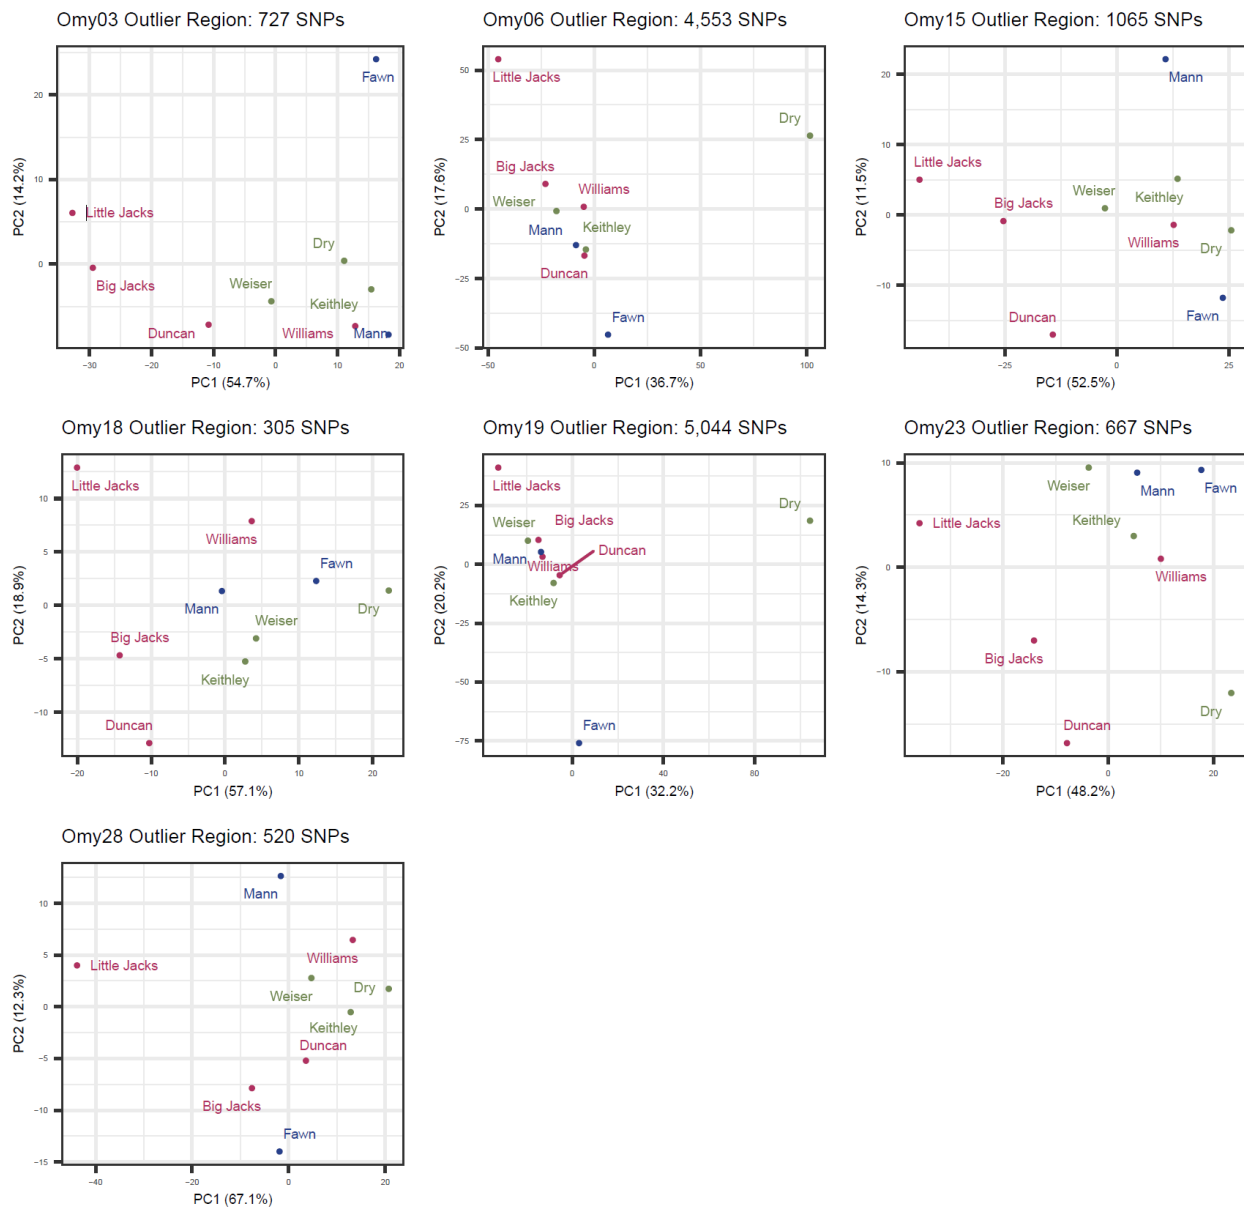 Omy03 Outlier Region: 727 SNPs
Fawn
20
10
0
Little Jacks
Big Jacks
Dry
Weiser
Keithley
Duncan
Williams
Mann
−30
−20
−10
0
10
20
PC1 (54.7%)
PC2 (14.2%)
Omy06 Outlier Region: 4,553 SNPs
50
25
0
−25
−50
Little Jacks
Dry
Big Jacks
Williams
Weiser
Mann
Keithley
Duncan
Fawn
−50
0
50
100
PC1 (36.7%)
PC2 (17.6%)
Omy15 Outlier Region: 1065 SNPs
20
10
0
−10
Mann
Little Jacks
Big Jacks
Weiser
Keithley
Williams
Dry
Fawn
Duncan
−25
0
25
PC1 (52.5%)
PC2 (11.5%)
Omy18 Outlier Region: 305 SNPs
10
5
0
−5
−10
Little Jacks
Williams
Fawn
Mann
Dry
Weiser
Big Jacks
Keithley
Duncan
−20
−10
0
10
20
PC1 (57.1%)
PC2 (18.9%)
Omy19 Outlier Region: 5,044 SNPs
25
0
−25
−50
−75
Little Jacks
Dry
Weiser
Big Jacks
Mann
Duncan
Williams
Keithley
Fawn
0
40
80
PC1 (32.2%)
PC2 (20.2%)
Omy23 Outlier Region: 667 SNPs
10
0
−10
Weiser
Mann
Fawn
Little Jacks
Keithley
Williams
Big Jacks
Dry
Duncan
−20
0
20
PC1 (48.2%)
PC2 (14.3%)
Omy28 Outlier Region: 520 SNPs
10
5
0
−5
−10
−15
Mann
Little Jacks
Williams
Weiser
Dry
Keithley
Duncan
Big Jacks
Fawn
−40
−20
0
20
PC1 (67.1%)
PC2 (12.3%)